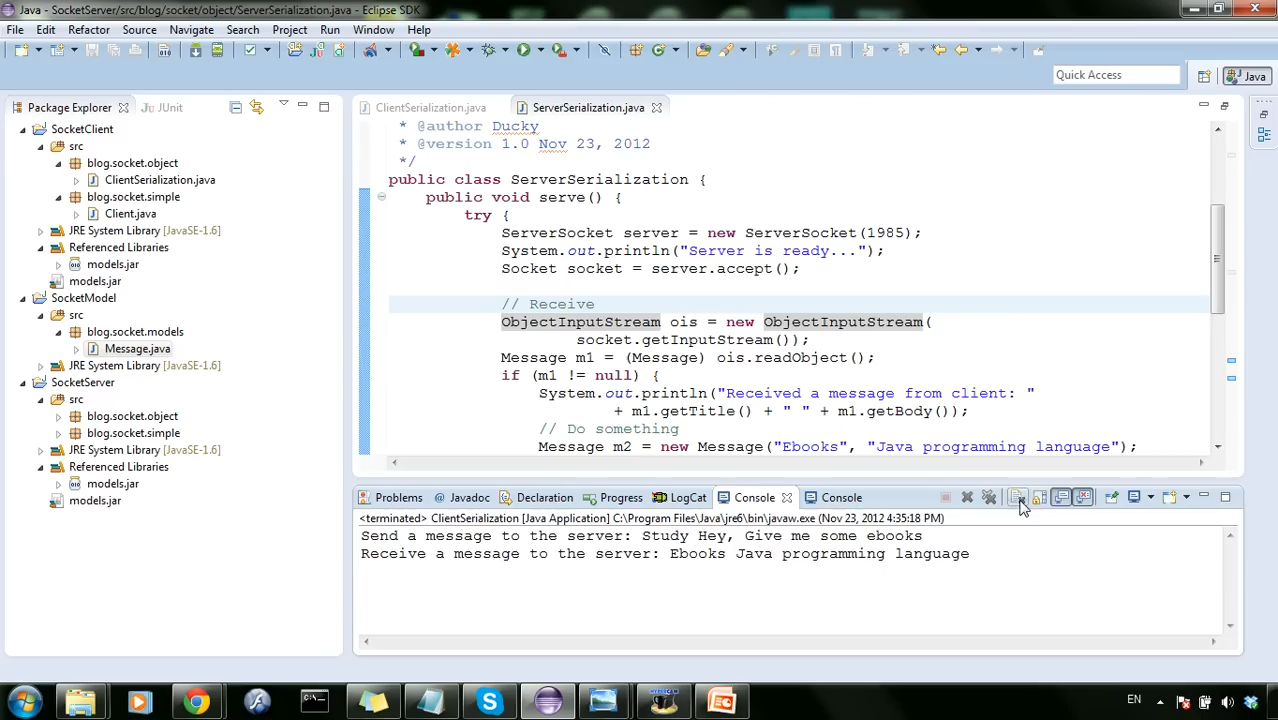 Java - SocketServer/src/blog/socket/object/ServerSerialization.java - Eclipse SDK
File Edit Refactor Source Navigate Search Project Run Window Help
Quick Access
Java
Package Explorer
JUnit
SocketClient
src
blog.socket.object
ClientSerialization.java
blog.socket.simple
Client.java
JRE System Library [JavaSE-1.6]
Referenced Libraries
models.jar
models.jar
SocketModel
src
blog.socket.models
Message.java
JRE System Library [JavaSE-1.6]
SocketServer
src
blog.socket.object
blog.socket.simple
JRE System Library [JavaSE-1.6]
Referenced Libraries
models.jar
models.jar
ClientSerialization.java
ServerSerialization.java
* @author Ducky
* @version 1.0 Nov 23, 2012
*/
public class ServerSerialization {
public void serve() {
try {
ServerSocket server = new ServerSocket(1985);
System.out.println("Server is ready...");
Socket socket = server.accept();
// Receive
ObjectInputStream ois = new ObjectInputStream(
socket.getInputStream());
Message m1 = (Message) ois.readObject();
if (m1 != null) {
System.out.println("Received a message from client: "
+ m1.getTitle() + " " + m1.getBody());
// Do something
Message m2 = new Message("Ebooks", "Java programming language");
Problems Javadoc Declaration Progress LogCat Console Console
<terminated> ClientSerialization [Java Application] C:\Program Files\Java\jre6\bin\javaw.exe (Nov 23, 2012 4:35:18 PM)
Send a message to the server: Study Hey, Give me some ebooks
Receive a message to the server: Ebooks Java programming language
HYPERCAM
EN